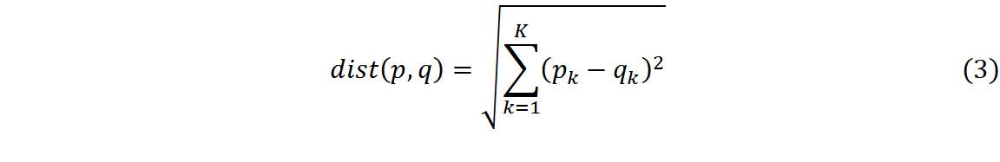 dist(p, q) = √∑_{k=1}^{K}(p_k − q_k)² (3)